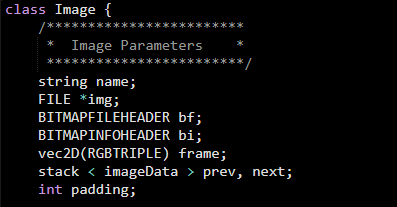 class Image {
/*************************
* Image Parameters *
*************************/
string name;
FILE *img;
BITMAPFILEHEADER bf;
BITMAPINFOHEADER bi;
vec2D(RGBTRIPLE) frame;
stack < imageData > prev, next;
int padding;